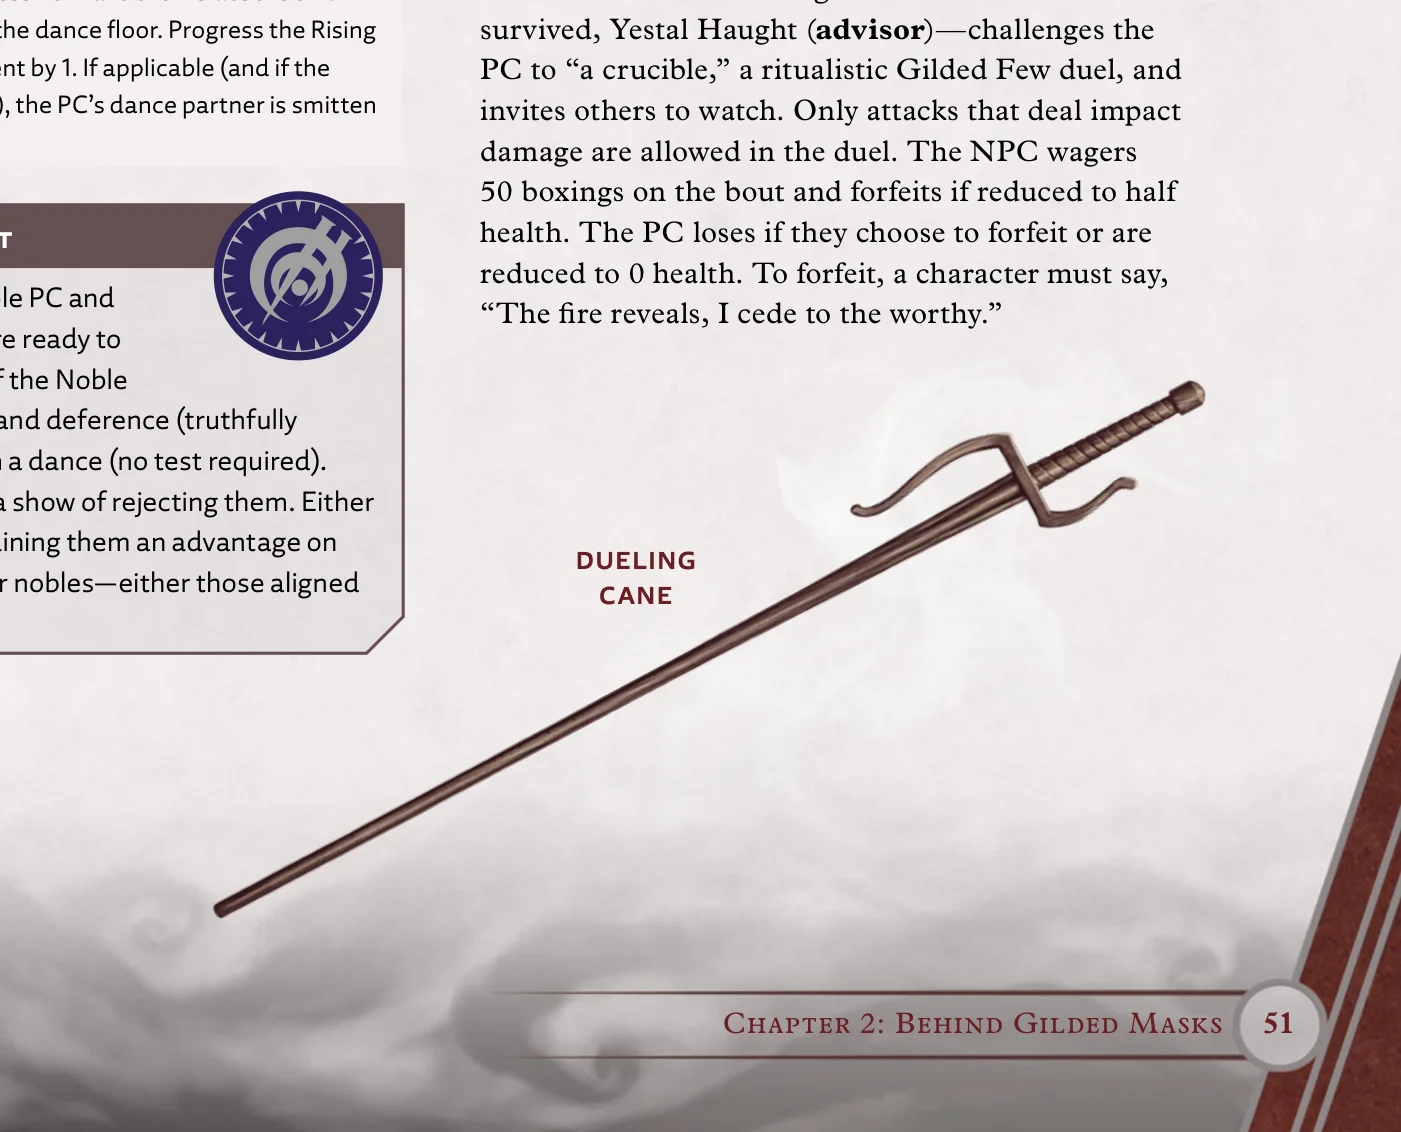 the dance floor. Progress the Rising
nt by 1. If applicable (and if the
), the PC's dance partner is smitten
T
le PC and
e ready to
f the Noble
and deference (truthfully
a dance (no test required).
a show of rejecting them. Either
ining them an advantage on
r nobles—either those aligned
survived, Yestal Haught (advisor)—challenges the
PC to “a crucible,” a ritualistic Gilded Few duel, and
invites others to watch. Only attacks that deal impact
damage are allowed in the duel. The NPC wagers
50 boxings on the bout and forfeits if reduced to half
health. The PC loses if they choose to forfeit or are
reduced to 0 health. To forfeit, a character must say,
“The fire reveals, I cede to the worthy.”
DUELING
CANE
Chapter 2: Behind Gilded Masks 51